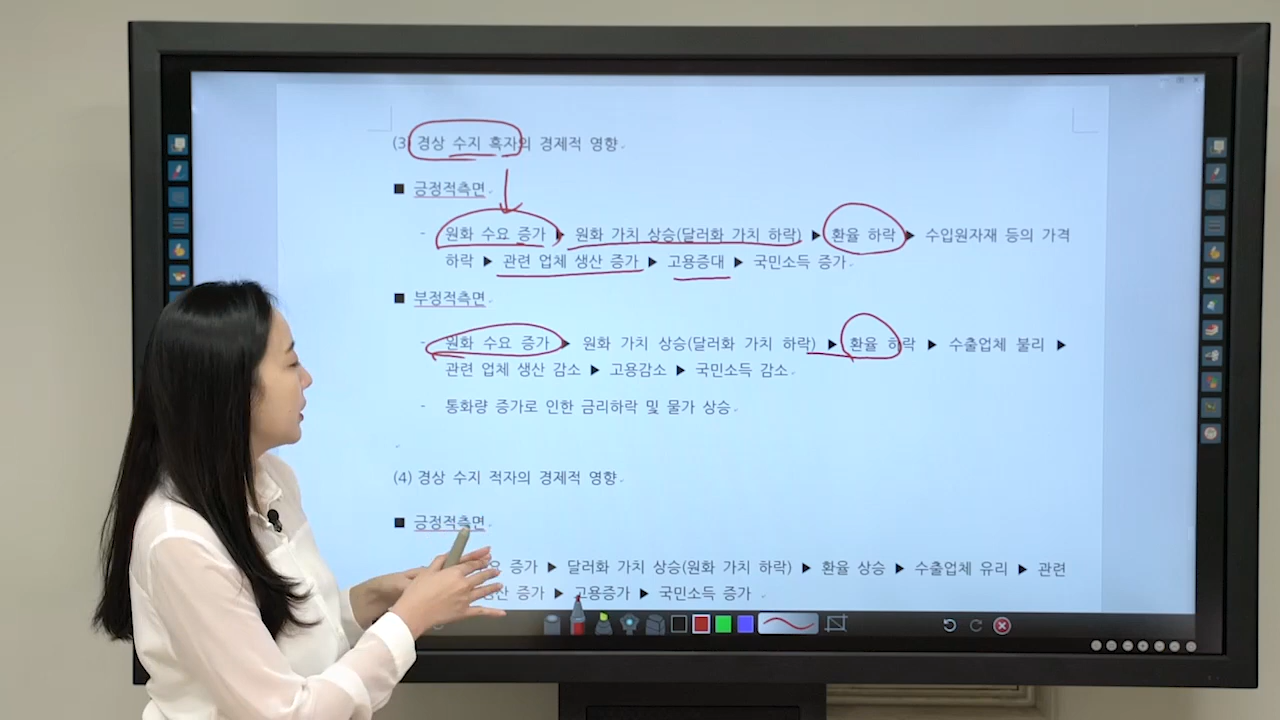 (3) 경상 수지 흑자의 경제적 영향
■ 긍정적측면
- 원화 수요 증가 ▶ 원화 가치 상승(달러화 가치 하락) ▶ 환율 하락 ▶ 수입원자재 등의 가격
하락 ▶ 관련 업체 생산 증가 ▶ 고용증대 ▶ 국민소득 증가
■ 부정적측면
- 원화 수요 증가 ▶ 원화 가치 상승(달러화 가치 하락) ▶ 환율 하락 ▶ 수출업체 불리 ▶
관련 업체 생산 감소 ▶ 고용감소 ▶ 국민소득 감소
- 통화량 증가로 인한 금리하락 및 물가 상승
(4) 경상 수지 적자의 경제적 영향
■ 긍정적측면
증가 ▶ 달러화 가치 상승(원화 가치 하락) ▶ 환율 상승 ▶ 수출업체 유리 ▶ 관련
증가 ▶ 고용증가 ▶ 국민소득 증가